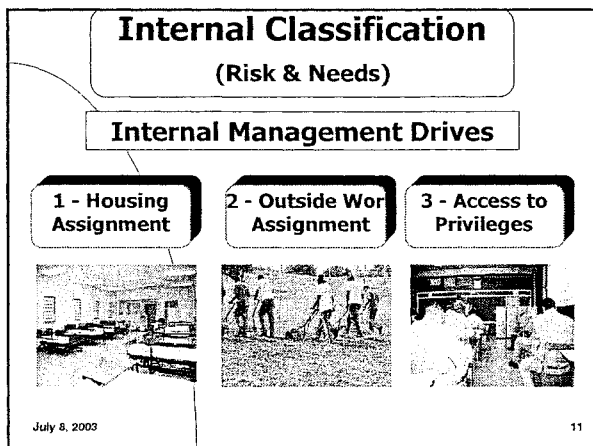 Internal Classification
(Risk & Needs)
Internal Management Drives
1 - Housing
Assignment
2 - Outside Wor
Assignment
3 - Access to
Privileges
July 8, 2003
11